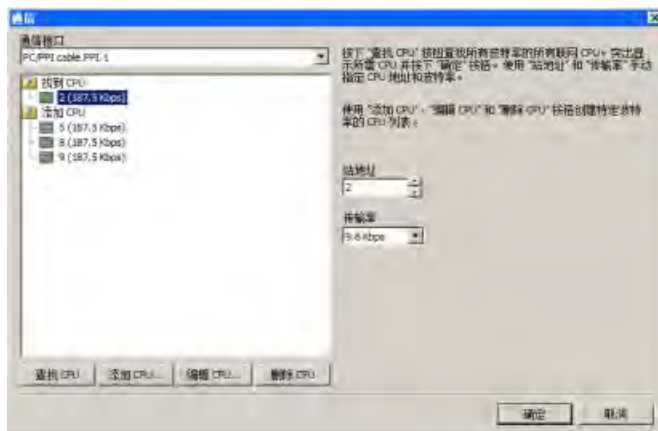 通信
通信接口
PC/PPI cable.PPI.1
找到 CPU
2 (187.5 Kbps)
添加 CPU
5 (187.5 Kbps)
8 (187.5 Kbps)
9 (187.5 Kbps)
查找 CPU
添加 CPU...
编辑 CPU...
删除 CPU
按下“查找 CPU”按钮查找所有波特率的所有联网 CPU。突出显
示所需 CPU 并按下“确定”按钮。使用“站地址”和“传输率”手动
指定 CPU 地址和波特率。
使用“添加 CPU”、“编辑 CPU”和“删除 CPU”按钮创建特定波特
率的 CPU 列表。
站地址
2
传输率
9.6 Kbps
确定
取消